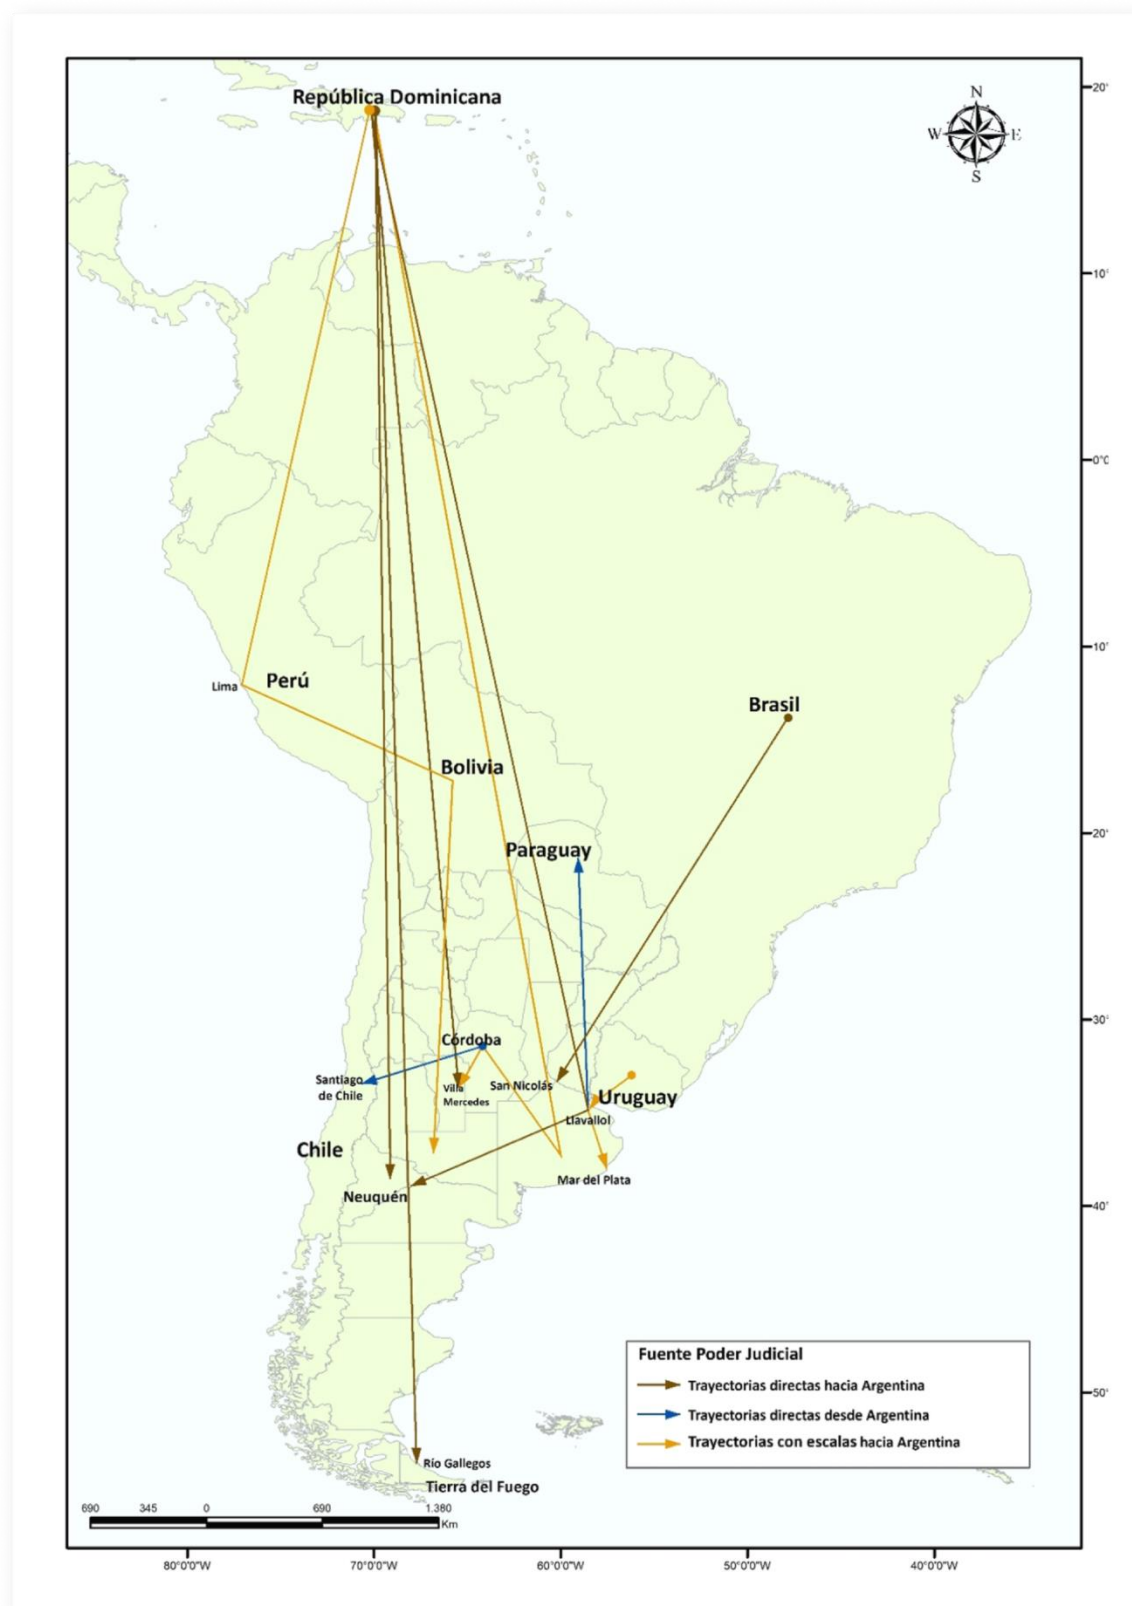 República Dominicana
N
W
E
S
20°
10°
0°0
Perú
Lima
10°
Brasil
Bolivia
20°
Paraguay
30°
Córdoba
Santiago
de Chile
Villa
Mercedes
San Nicolás
Uruguay
Llavallol
Chile
Mar del Plata
Neuquén
40°
Fuente Poder Judicial
Trayectorias directas hacia Argentina
50°
Trayectorias directas desde Argentina
Trayectorias con escalas hacia Argentina
Río Gallegos
Tierra del Fuego
690 345 0 690 1.380
Km
80°0'0"W 70°0'0"W 60°0'0"W 50°0'0"W 40°0'0"W